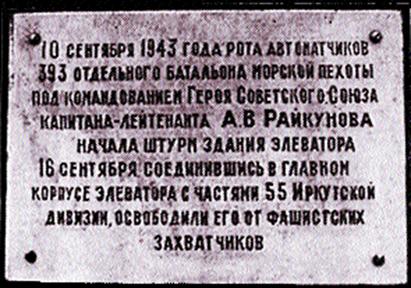 10 СЕНТЯБРЯ 1943 ГОДА РОТА АВТОМАТЧИКОВ
393 ОТДЕЛЬНОГО БАТАЛЬОНА МОРСКОЙ ПЕХОТЫ
ПОД КОМАНДОВАНИЕМ ГЕРОЯ СОВЕТСКОГО СОЮЗА
КАПИТАНА-ЛЕЙТЕНАНТА А.В РАЙКУНОВА
НАЧАЛА ШТУРМ ЗДАНИЯ ЭЛЕВАТОРА
16 СЕНТЯБРЯ СОЕДИНИВШИСЬ В ГЛАВНОМ
КОРПУСЕ ЭЛЕВАТОРА С ЧАСТЯМИ 55 ИРКУТСКОЙ
ДИВИЗИИ, ОСВОБОДИЛИ ЕГО ОТ ФАШИСТСКИХ
ЗАХВАТЧИКОВ